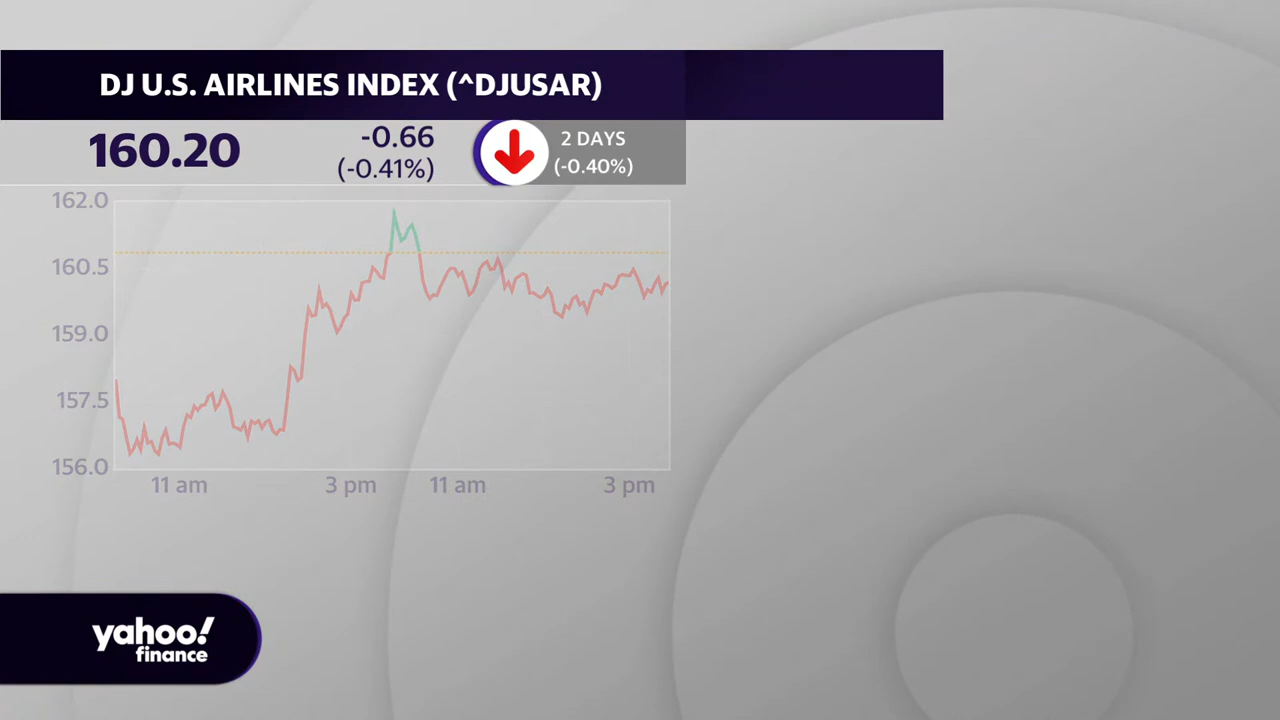 DJ U.S. AIRLINES INDEX (^DJUSAR)
160.20
-0.66
(-0.41%)
2 DAYS
(-0.40%)
162.0
160.5
159.0
157.5
156.0
11 am 3 pm 11 am 3 pm
yahoo!
finance